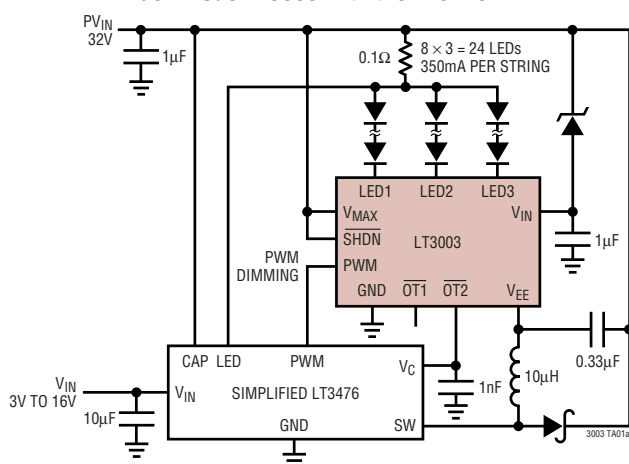 PVIN
32V
1µF
0.1Ω
8 × 3 = 24 LEDs
350mA PER STRING
LED1 LED2 LED3
VMAX
VIN
SHDN
LT3003
1µF
PWM
DIMMING
PWM
GND OT1 OT2 VEE
0.33µF
CAP LED PWM
VC
1nF
10µH
VIN
3V TO 16V
VIN
SIMPLIFIED LT3476
10µF
GND
SW
3003 TA01a